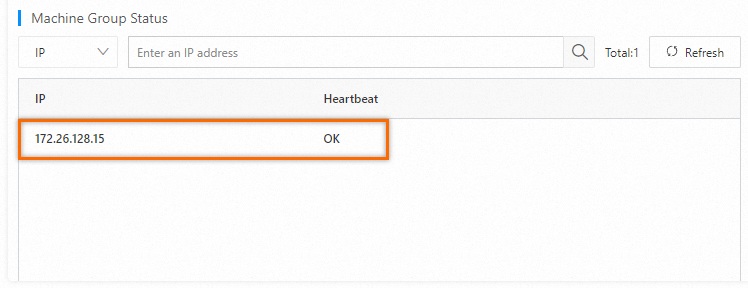 Machine Group Status
IP Enter an IP address Total:1 Refresh
IP Heartbeat
172.26.128.15 OK